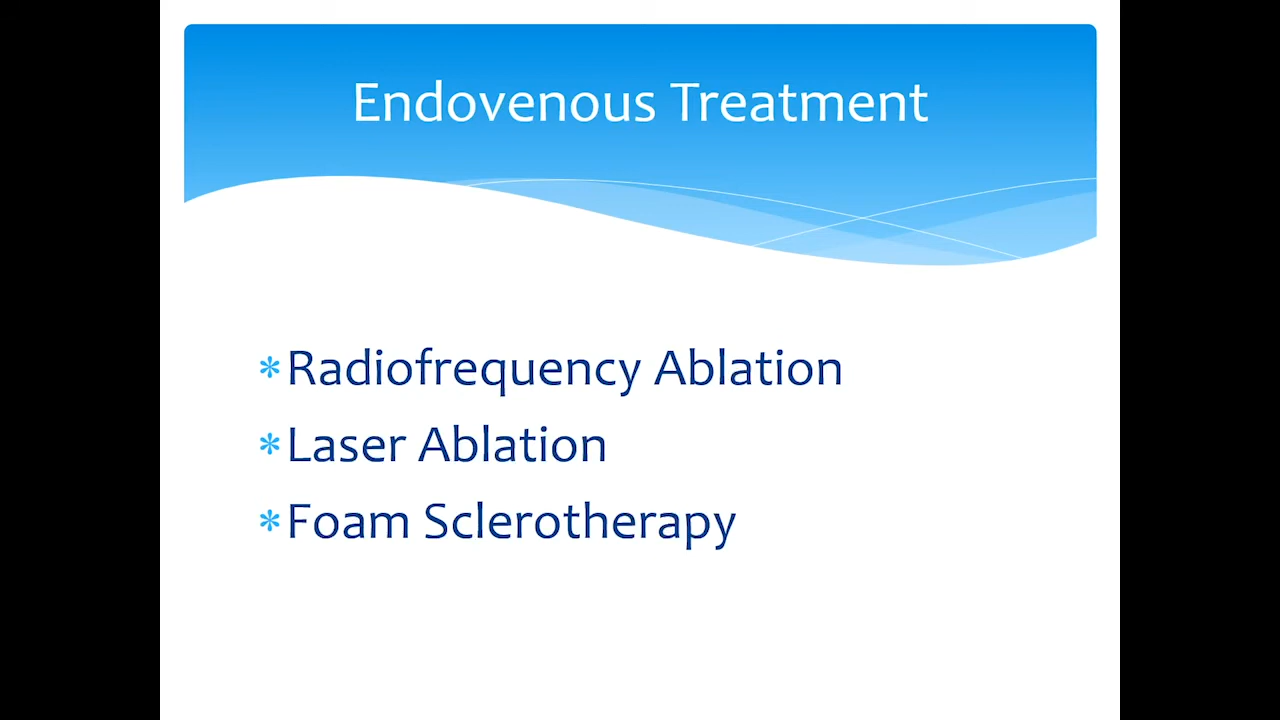 Endovenous Treatment
*Radiofrequency Ablation
*Laser Ablation
*Foam Sclerotherapy